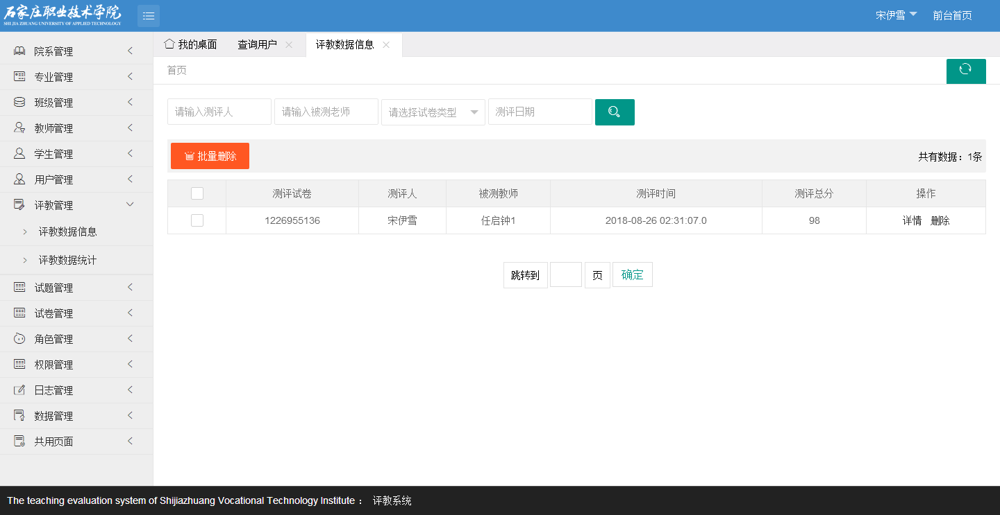 石家庄职业技术学院
SHI JIA ZHUANG UNIVERSITY OF APPLIED TECHNOLOGY
宋伊雪 前台首页
院系管理
专业管理
班级管理
教师管理
学生管理
用户管理
评教管理
评教数据信息
评教数据统计
试题管理
试卷管理
角色管理
权限管理
日志管理
数据管理
共用页面
我的桌面 查询用户 评教数据信息
首页
请输入测评人 请输入被测老师 请选择试卷类型 测评日期
批量删除 共有数据：1条
测评试卷 测评人 被测教师 测评时间 测评总分 操作
1226955136 宋伊雪 任启钟1 2018-08-26 02:31:07.0 98 详情 删除
跳转到 页 确定
The teaching evaluation system of Shijiazhuang Vocational Technology Institute： 评教系统